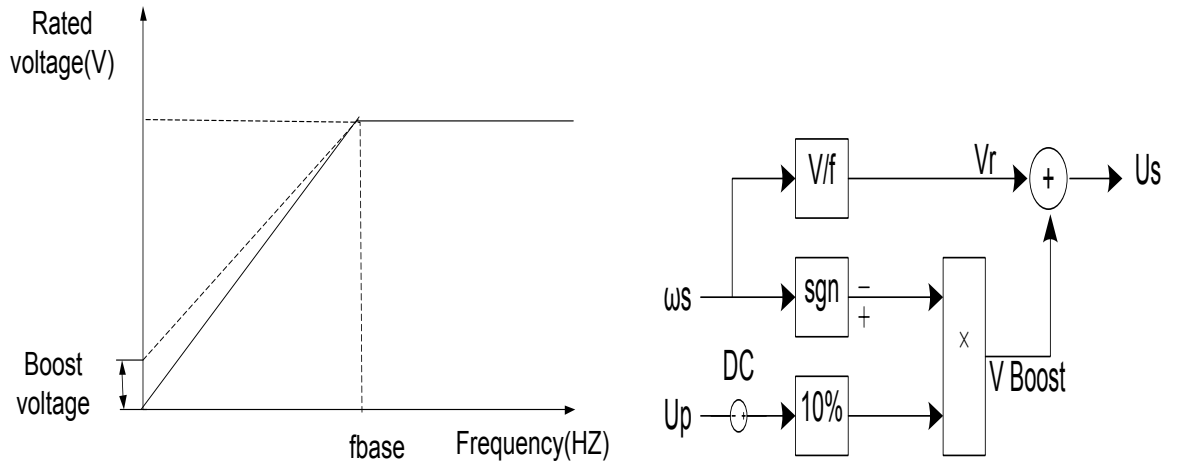 Rated
voltage(V)
Boost
voltage
fbase
Frequency(HZ)
V/f
Vr
+
Us
ωs
sgn
−
+
×
DC
- +
Up
10%
V Boost